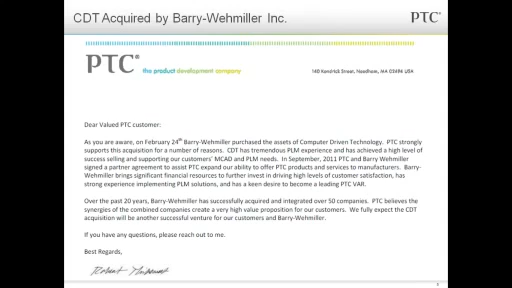 CDT Acquired by Barry-Wehmiller Inc.
PTC®
PTC®
the product development company
140 Kendrick Street, Needham, MA 02494 USA
Dear Valued PTC customer:
As you are aware, on February 24th Barry-Wehmiller purchased the assets of Computer Driven Technology. PTC strongly
supports this acquisition for a number of reasons. CDT has tremendous PLM experience and has achieved a high level of
success selling and supporting our customers' MCAD and PLM needs. In September, 2011 PTC and Barry Wehmiller
signed a partner agreement to assist PTC expand our ability to offer PTC products and services to manufacturers. Barry-
Wehmiller brings significant financial resources to further invest in driving high levels of customer satisfaction, has
strong experience implementing PLM solutions, and has a keen desire to become a leading PTC VAR.
Over the past 20 years, Barry-Wehmiller has successfully acquired and integrated over 50 companies. PTC believes the
synergies of the combined companies create a very high value proposition for our customers. We fully expect the CDT
acquisition will be another successful venture for our customers and Barry-Wehmiller.
If you have any questions, please reach out to me.
Best Regards,
Robert